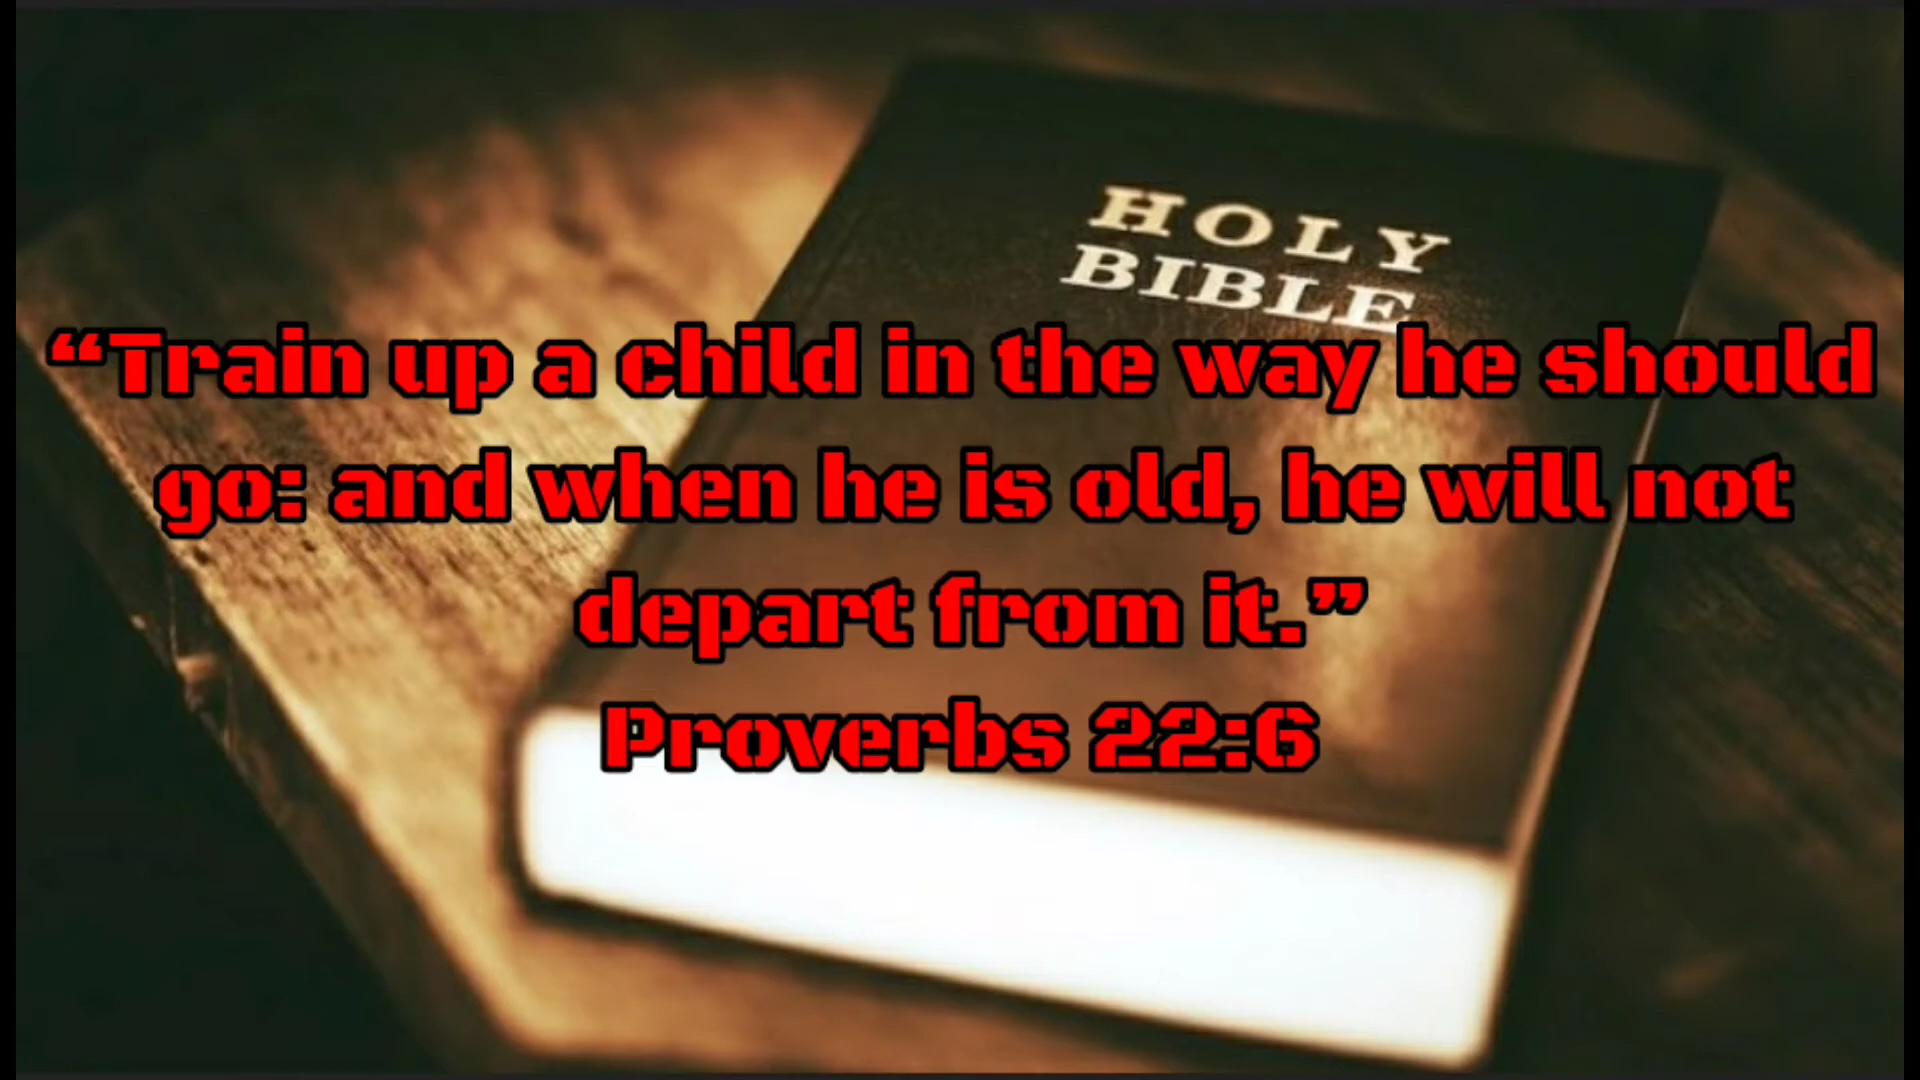 HOLY
BIBLE
“Train up a child in the way he should
go: and when he is old, he will not
depart from it.”
Proverbs 22:6